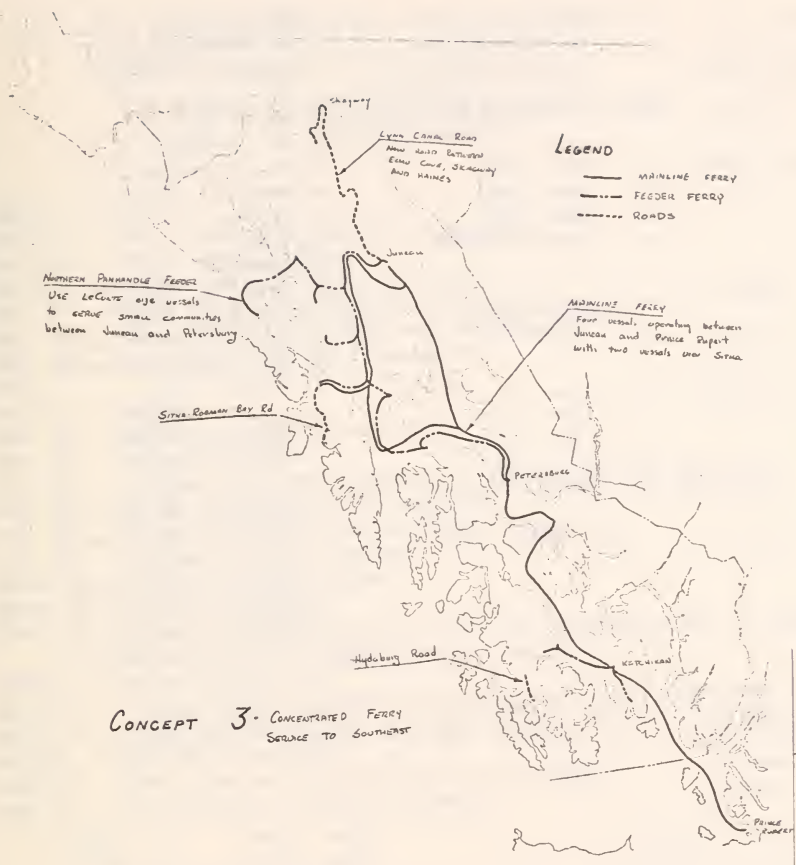 Skagway
LYNN CANAL ROAD
NEW ROAD BETWEEN
ECHO COVE, SKAGWAY
AND HAINES
LEGEND
MAINLINE FERRY
FEEDER FERRY
ROADS
Juneau
NORTHERN PANHANDLE FEEDER
USE LeConte size vessels
to serve small communities
between Juneau and Petersburg
MAINLINE FERRY
Four vessels operating between
Juneau and Prince Rupert
with two vessels via Sitka
SITKA-RODMAN BAY Rd
PETERSBURG
Hydaburg Road
KETCHIKAN
CONCEPT 3 - CONCENTRATED FERRY
SERVICE TO SOUTHEAST
PRINCE
RUPERT